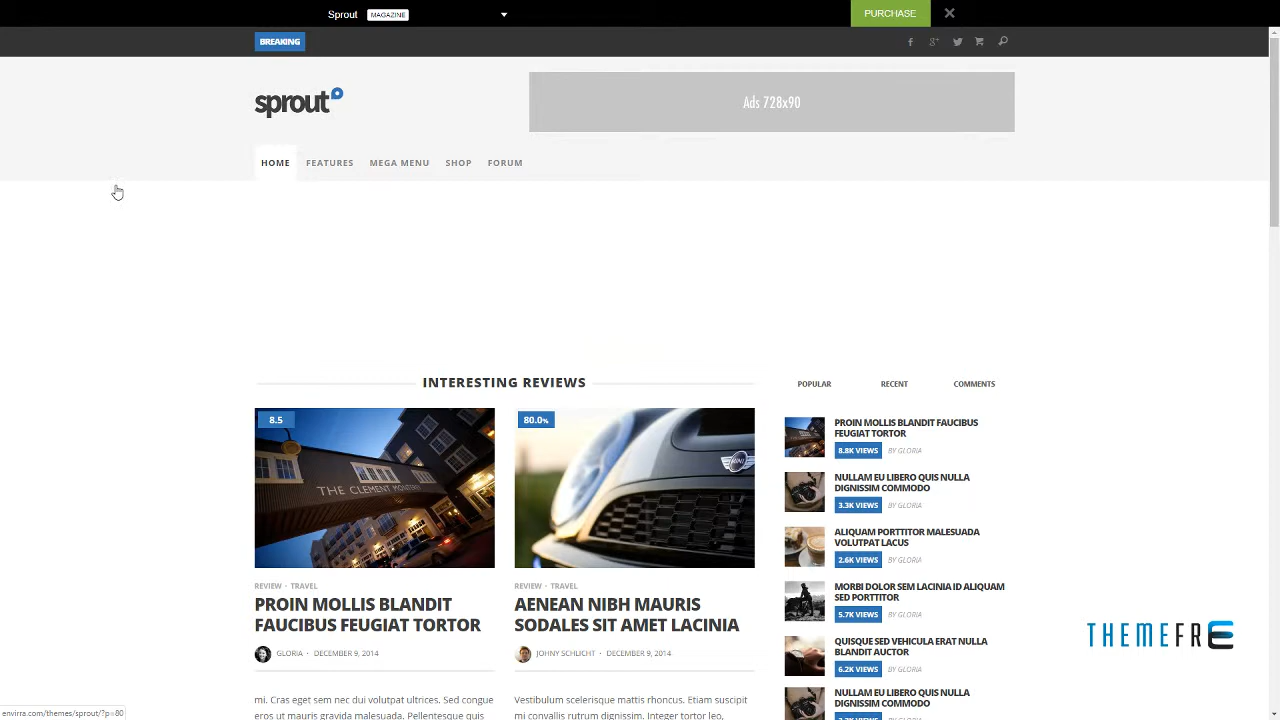 Sprout MAGAZINE PURCHASE
BREAKING
sprout
Ads 728x90
HOME FEATURES MEGA MENU SHOP FORUM
INTERESTING REVIEWS
8.5
THE CLEMENT MONTEREY
REVIEW · TRAVEL
PROIN MOLLIS BLANDIT
FAUCIBUS FEUGIAT TORTOR
GLORIA · DECEMBER 9, 2014
mi. Cras eget sem nec dui volutpat ultrices. Sed congue
eros ut mauris gravida malesuada. Pellentesque quis
80.0%
MINI
REVIEW · TRAVEL
AENEAN NIBH MAURIS
SODALES SIT AMET LACINIA
JOHNY SCHLICHT · DECEMBER 9, 2014
Vestibulum scelerisque mattis rhoncus. Etiam suscipit
mi convallis rutrum dignissim. Integer tortor leo,
POPULAR RECENT COMMENTS
PROIN MOLLIS BLANDIT FAUCIBUS
FEUGIAT TORTOR
8.8K VIEWS BY GLORIA
NULLAM EU LIBERO QUIS NULLA
DIGNISSIM COMMODO
3.3K VIEWS BY GLORIA
ALIQUAM PORTTITOR MALESUADA
VOLUTPAT LACUS
2.6K VIEWS BY GLORIA
MORBI DOLOR SEM LACINIA ID ALIQUAM
SED PORTTITOR
5.7K VIEWS BY GLORIA
QUISQUE SED VEHICULA ERAT NULLA
BLANDIT AUCTOR
6.2K VIEWS BY GLORIA
NULLAM EU LIBERO QUIS NULLA
DIGNISSIM COMMODO
THEMEFRE
envirra.com/themes/sprout/?p=80